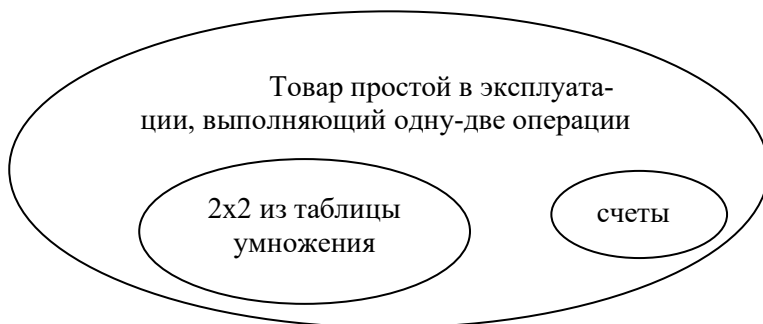 Товар простой в эксплуата-
ции, выполняющий одну-две операции
2х2 из таблицы
умножения
счеты